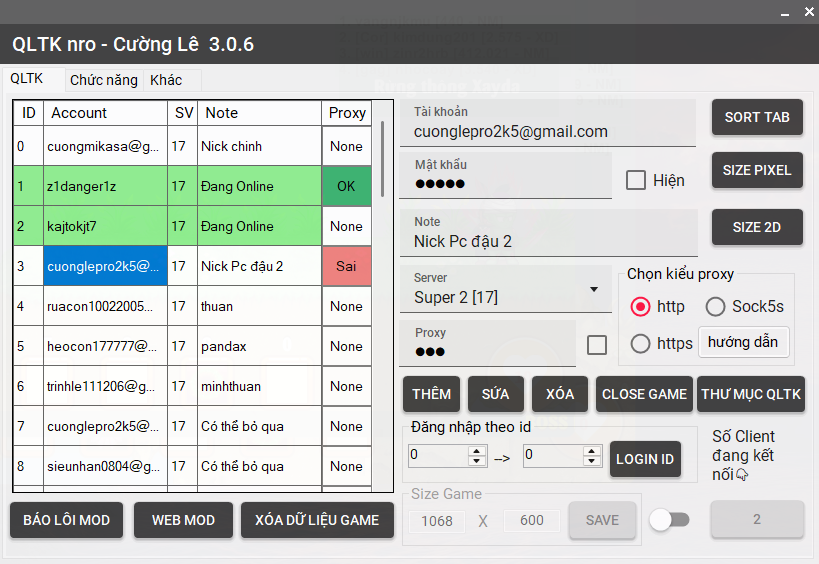 QLTK nro - Cường Lê 3.0.6
QLTK Chức năng Khác
ID Account SV Note Proxy
0 cuongmikasa@g... 17 Nick chinh None
1 z1danger1z 17 Đang Online OK
2 kajtokjt7 17 Đang Online None
3 cuonglepro2k5@... 17 Nick Pc đậu 2 Sai
4 ruacon10022005... 17 thuan None
5 heocon177777@... 17 pandax None
6 trinhle111206@g... 17 minhthuan None
7 cuonglepro2k5@... 17 Có thể bỏ qua None
8 sieunhan0804@g... 17 Có thể bỏ qua None
BÁO LỖI MOD WEB MOD XÓA DỮ LIỆU GAME
Tài khoản
cuonglepro2k5@gmail.com
Mật khẩu
Hiện
Note
Nick Pc đậu 2
Server
Super 2 [17]
Proxy
SORT TAB
SIZE PIXEL
SIZE 2D
Chọn kiểu proxy
http Sock5s
https hướng dẫn
THÊM SỬA XÓA CLOSE GAME THƯ MỤC QLTK
Đăng nhập theo id
0 --> 0 LOGIN ID
Size Game
1068 X 600 SAVE
Số Client
đang kết
nối
2